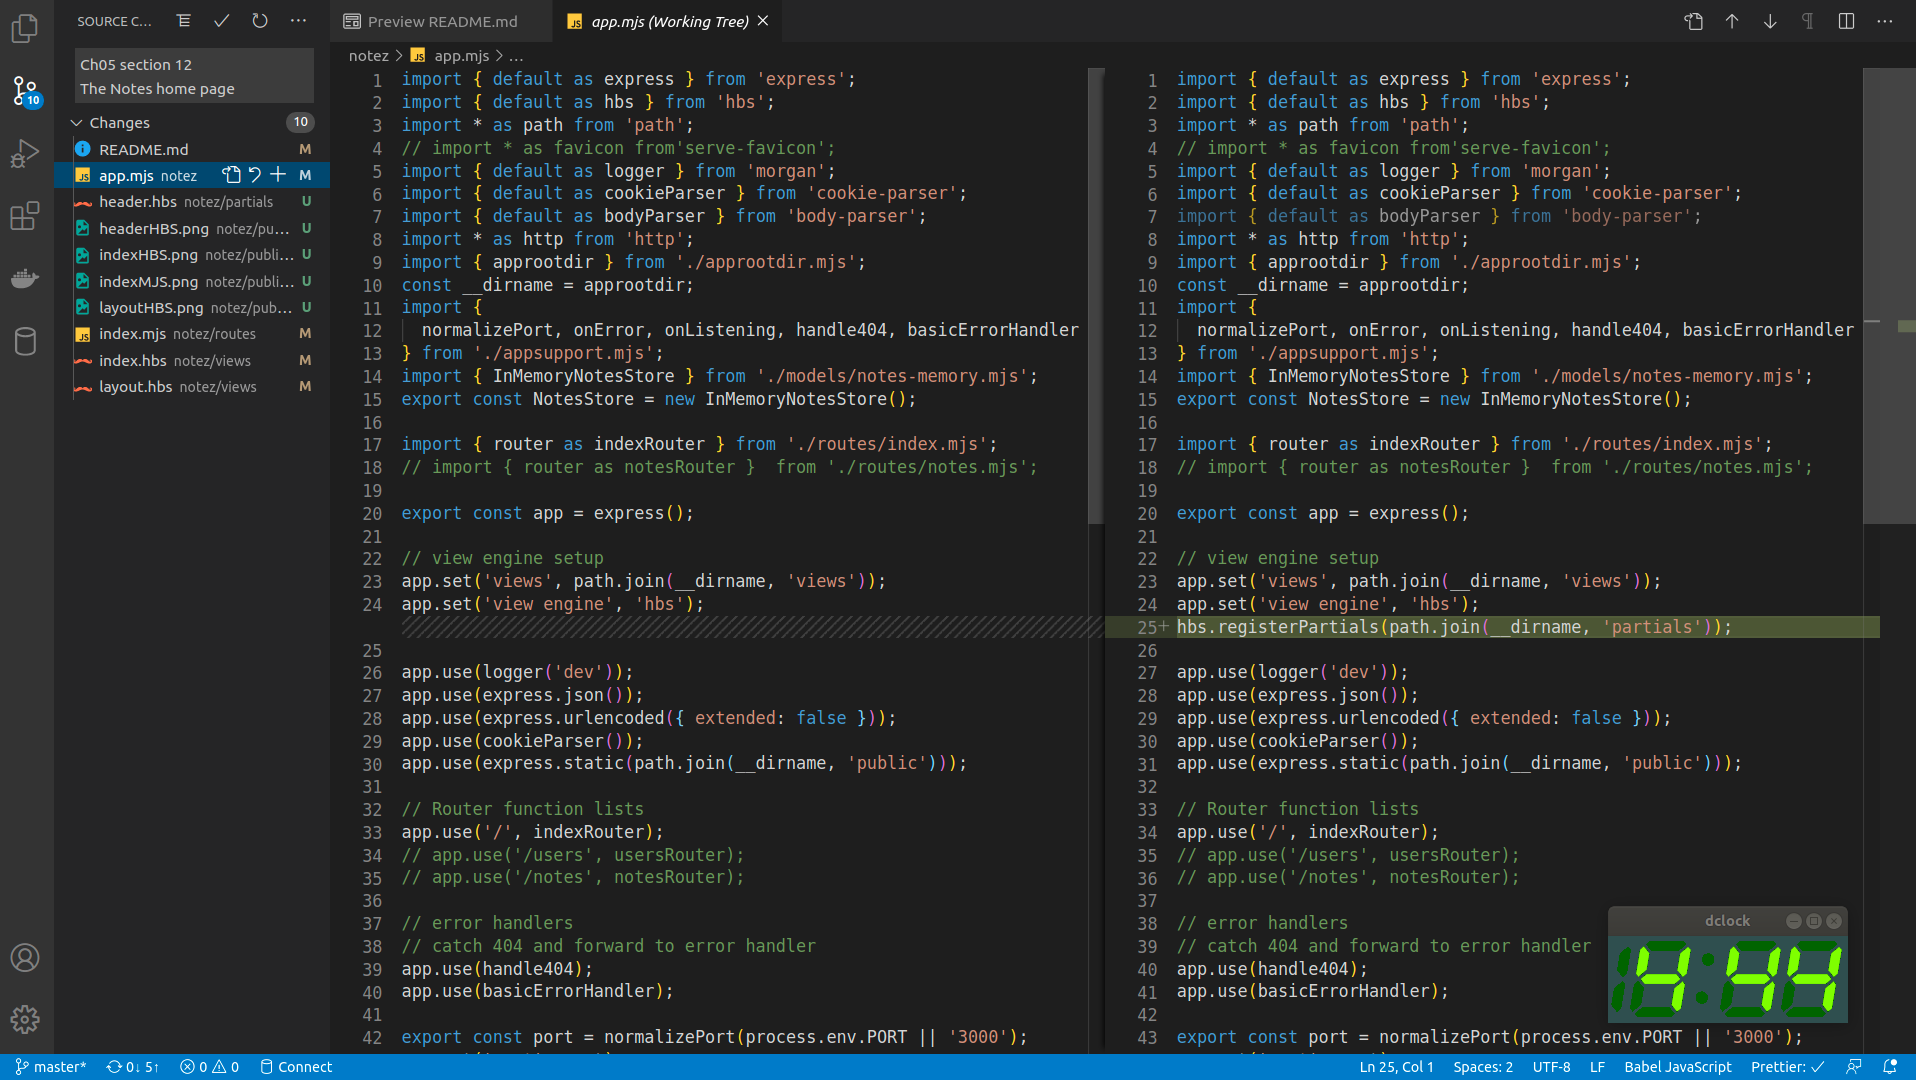 SOURCE C...
Preview README.md
app.mjs (Working Tree)
Ch05 section 12
The Notes home page
10
Changes 10
README.md M
app.mjs notez M
header.hbs notez/partials U
headerHBS.png notez/pu... U
indexHBS.png notez/publi... U
indexMJS.png notez/publi... U
layoutHBS.png notez/pub... U
index.mjs notez/routes M
index.hbs notez/views M
layout.hbs notez/views M
notez > app.mjs > ...
1 import { default as express } from 'express';
2 import { default as hbs } from 'hbs';
3 import * as path from 'path';
4 // import * as favicon from'serve-favicon';
5 import { default as logger } from 'morgan';
6 import { default as cookieParser } from 'cookie-parser';
7 import { default as bodyParser } from 'body-parser';
8 import * as http from 'http';
9 import { approotdir } from './approotdir.mjs';
10 const __dirname = approotdir;
11 import {
12 normalizePort, onError, onListening, handle404, basicErrorHandler
13 } from './appsupport.mjs';
14 import { InMemoryNotesStore } from './models/notes-memory.mjs';
15 export const NotesStore = new InMemoryNotesStore();
16
17 import { router as indexRouter } from './routes/index.mjs';
18 // import { router as notesRouter }  from './routes/notes.mjs';
19
20 export const app = express();
21
22 // view engine setup
23 app.set('views', path.join(__dirname, 'views'));
24 app.set('view engine', 'hbs');
25
26 app.use(logger('dev'));
27 app.use(express.json());
28 app.use(express.urlencoded({ extended: false }));
29 app.use(cookieParser());
30 app.use(express.static(path.join(__dirname, 'public')));
31
32 // Router function lists
33 app.use('/', indexRouter);
34 // app.use('/users', usersRouter);
35 // app.use('/notes', notesRouter);
36
37 // error handlers
38 // catch 404 and forward to error handler
39 app.use(handle404);
40 app.use(basicErrorHandler);
41
42 export const port = normalizePort(process.env.PORT || '3000');
1 import { default as express } from 'express';
2 import { default as hbs } from 'hbs';
3 import * as path from 'path';
4 // import * as favicon from'serve-favicon';
5 import { default as logger } from 'morgan';
6 import { default as cookieParser } from 'cookie-parser';
7 import { default as bodyParser } from 'body-parser';
8 import * as http from 'http';
9 import { approotdir } from './approotdir.mjs';
10 const __dirname = approotdir;
11 import {
12 normalizePort, onError, onListening, handle404, basicErrorHandler
13 } from './appsupport.mjs';
14 import { InMemoryNotesStore } from './models/notes-memory.mjs';
15 export const NotesStore = new InMemoryNotesStore();
16
17 import { router as indexRouter } from './routes/index.mjs';
18 // import { router as notesRouter }  from './routes/notes.mjs';
19
20 export const app = express();
21
22 // view engine setup
23 app.set('views', path.join(__dirname, 'views'));
24 app.set('view engine', 'hbs');
25+ hbs.registerPartials(path.join(__dirname, 'partials'));
26
27 app.use(logger('dev'));
28 app.use(express.json());
29 app.use(express.urlencoded({ extended: false }));
30 app.use(cookieParser());
31 app.use(express.static(path.join(__dirname, 'public')));
32
33 // Router function lists
34 app.use('/', indexRouter);
35 // app.use('/users', usersRouter);
36 // app.use('/notes', notesRouter);
37
38 // error handlers
39 // catch 404 and forward to error handler
40 app.use(handle404);
41 app.use(basicErrorHandler);
42
43 export const port = normalizePort(process.env.PORT || '3000');
dclock
4:44
master* 0↓ 5↑ 0 0 Connect
Ln 25, Col 1 Spaces: 2 UTF-8 LF Babel JavaScript Prettier: ✓